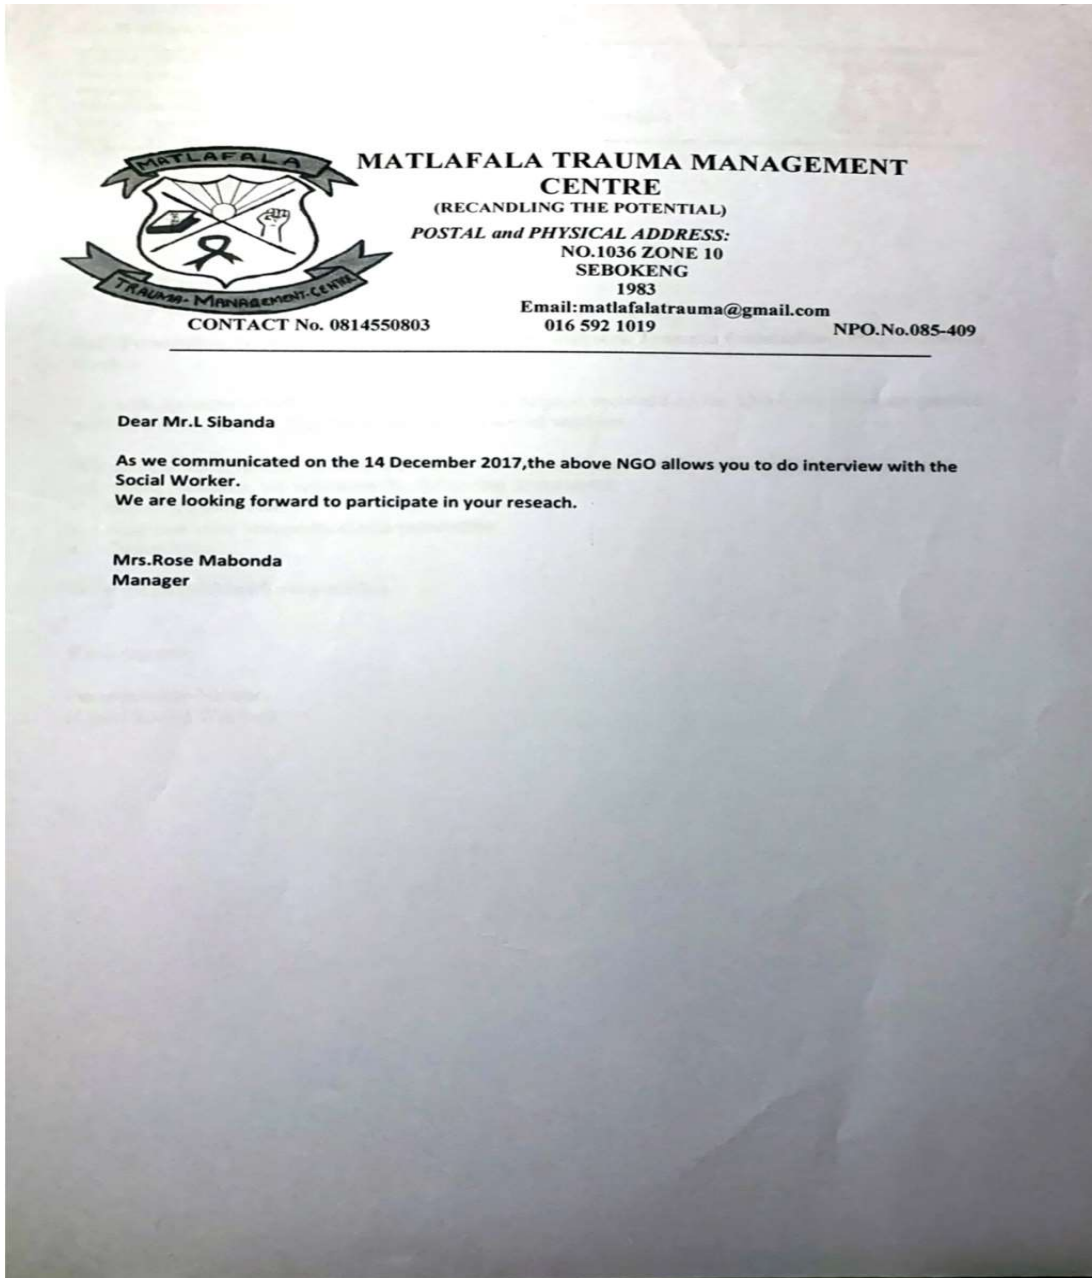 MATLAFALA
TRAUMA-MANAGEMENT-CENTRE
MATLAFALA TRAUMA MANAGEMENT
CENTRE
(RECANDLING THE POTENTIAL)
POSTAL and PHYSICAL ADDRESS:
NO.1036 ZONE 10
SEBOKENG
1983
Email:matlafalatrauma@gmail.com
CONTACT No. 0814550803 016 592 1019 NPO.No.085-409
Dear Mr.L Sibanda
As we communicated on the 14 December 2017,the above NGO allows you to do interview with the
Social Worker.
We are looking forward to participate in your reseach.
Mrs.Rose Mabonda
Manager